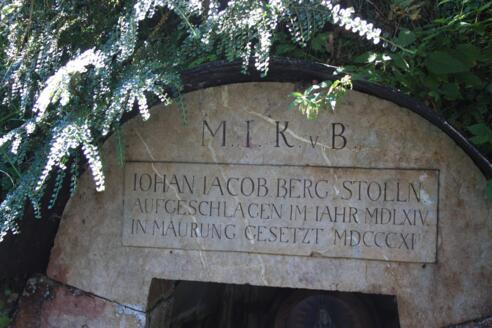 M. I. K. v. B.
IOHAN IACOB BERG STOLLN
AUFGESCHLAGEN IM IAHR MDLXIV
IN MAURUNG GESETZT MDCCCXI